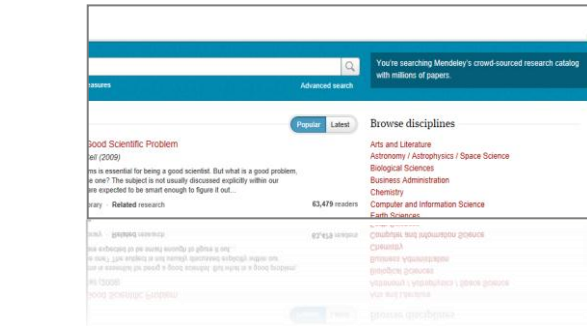 You're searching Mendeley's crowd-sourced research catalog
with millions of papers.
Advanced search
Popular Latest
Good Scientific Problem
(2009)
is essential for being a good scientist. But what is a good problem,
one? The subject is not usually discussed explicitly within our
are expected to be smart enough to figure it out...
Related research 63,479 readers
Browse disciplines
Arts and Literature
Astronomy / Astrophysics / Space Science
Biological Sciences
Business Administration
Chemistry
Computer and Information Science
Earth Sciences